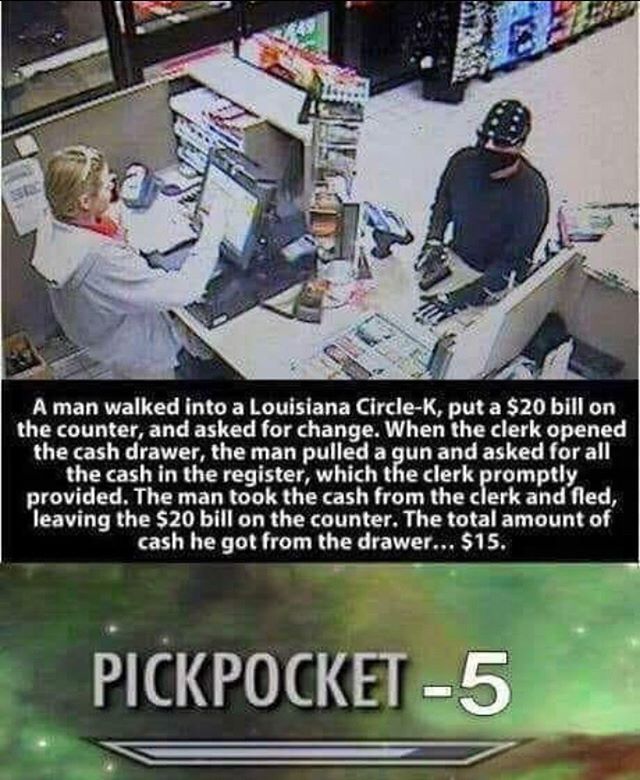 A man walked into a Louisiana Circle-K, put a $20 bill on
the counter, and asked for change. When the clerk opened
the cash drawer, the man pulled a gun and asked for all
the cash in the register, which the clerk promptly
provided. The man took the cash from the clerk and fled,
leaving the $20 bill on the counter. The total amount of
cash he got from the drawer... $15.
PICKPOCKET -5